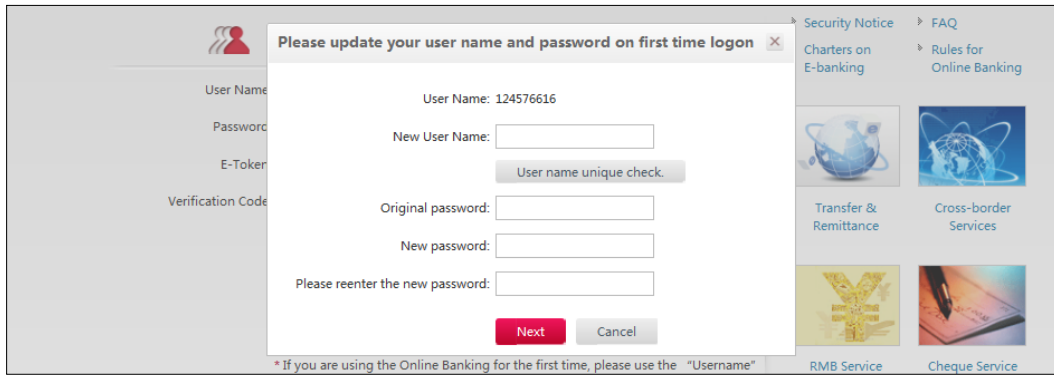 Please update your user name and password on first time logon
User Name: 124576616
New User Name:
User name unique check.
Original password:
New password:
Please reenter the new password:
Next Cancel
User Name
Password
E-Token
Verification Code
* If you are using the Online Banking for the first time, please use the "Username"
Security Notice
FAQ
Charters on
E-banking
Rules for
Online Banking
Transfer &
Remittance
Cross-border
Services
RMB Service
Cheque Service